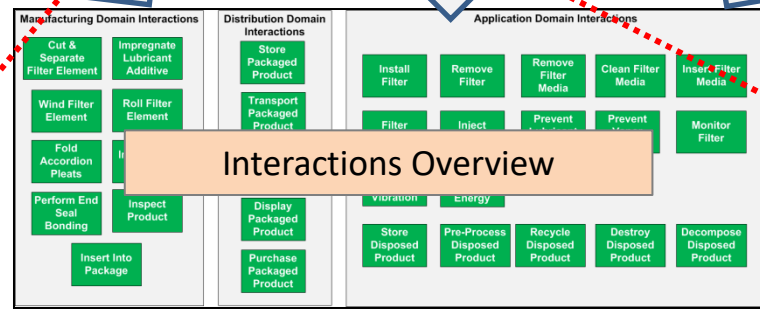 Manufacturing Domain Interactions
Cut &
Separate
Filter Element
Impregnate
Lubricant
Additive
Wind Filter
Element
Roll Filter
Element
Fold
Accordion
Pleats
Perform End
Seal
Bonding
Inspect
Product
Insert Into
Package
Distribution Domain
Interactions
Store
Packaged
Product
Transport
Packaged
Product
Display
Packaged
Product
Purchase
Packaged
Product
Application Domain Interactions
Install
Filter
Remove
Filter
Remove
Filter
Media
Clean Filter
Media
Insert Filter
Media
Filter
Inject
Prevent
Prevent
Monitor
Filter
Interactions Overview
Vibration
Energy
Store
Disposed
Product
Pre-Process
Disposed
Product
Recycle
Disposed
Product
Destroy
Disposed
Product
Decompose
Disposed
Product